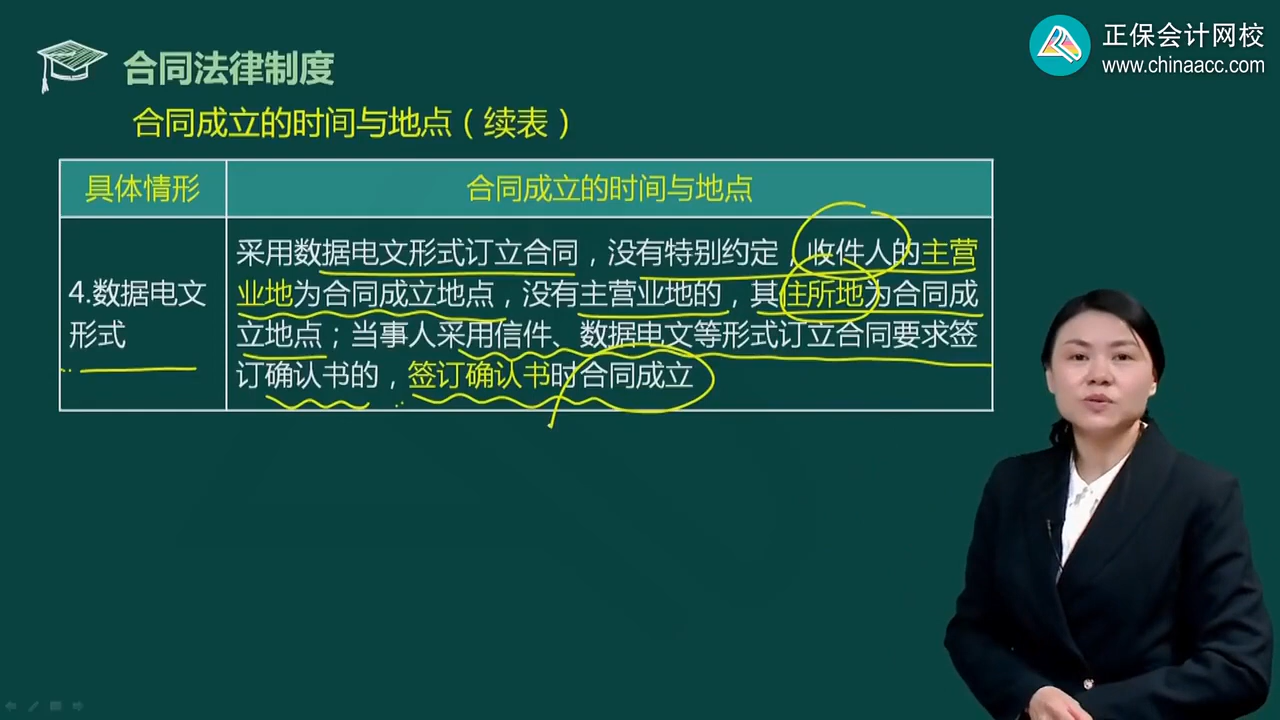 正保会计网校
www.chinaacc.com
合同法律制度
合同成立的时间与地点（续表）
具体情形
合同成立的时间与地点
4.数据电文
形式
采用数据电文形式订立合同，没有特别约定，收件人的主营
业地为合同成立地点，没有主营业地的，其住所地为合同成
立地点；当事人采用信件、数据电文等形式订立合同要求签
订确认书的，签订确认书时合同成立